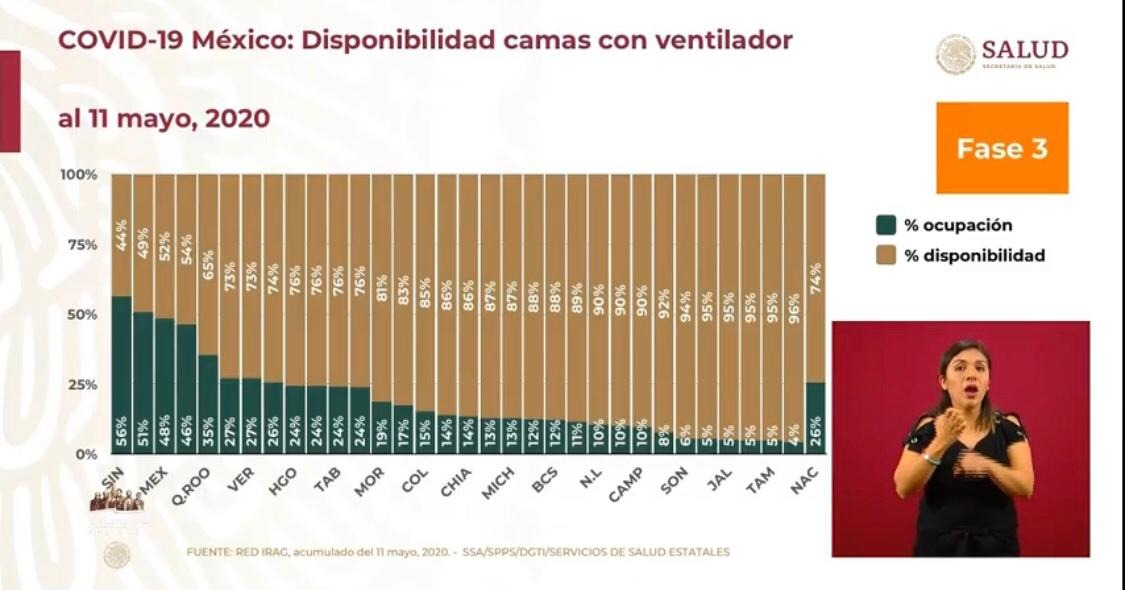 COVID-19 México: Disponibilidad camas con ventilador
al 11 mayo, 2020
SALUD
SECRETARÍA DE SALUD
Fase 3
% ocupación
% disponibilidad
100%
75%
50%
25%
0%
44% 49% 52% 54% 65% 73% 73% 74% 76% 76% 76% 76% 81% 83% 85% 86% 86% 87% 87% 88% 88% 89% 90% 90% 90% 92% 94% 95% 95% 95% 95% 96% 74%
56% 51% 48% 46% 35% 27% 27% 26% 24% 24% 24% 24% 19% 17% 15% 14% 14% 13% 13% 12% 12% 11% 10% 10% 10% 8% 6% 5% 5% 5% 5% 4% 26%
SIN MEX Q.ROO VER HGO TAB MOR COL CHIA MICH BCS N.L CAMP SON JAL TAM NAC
FUENTE: RED IRAG, acumulado del 11 mayo, 2020. - SSA/SPPS/DGTI/SERVICIOS DE SALUD ESTATALES